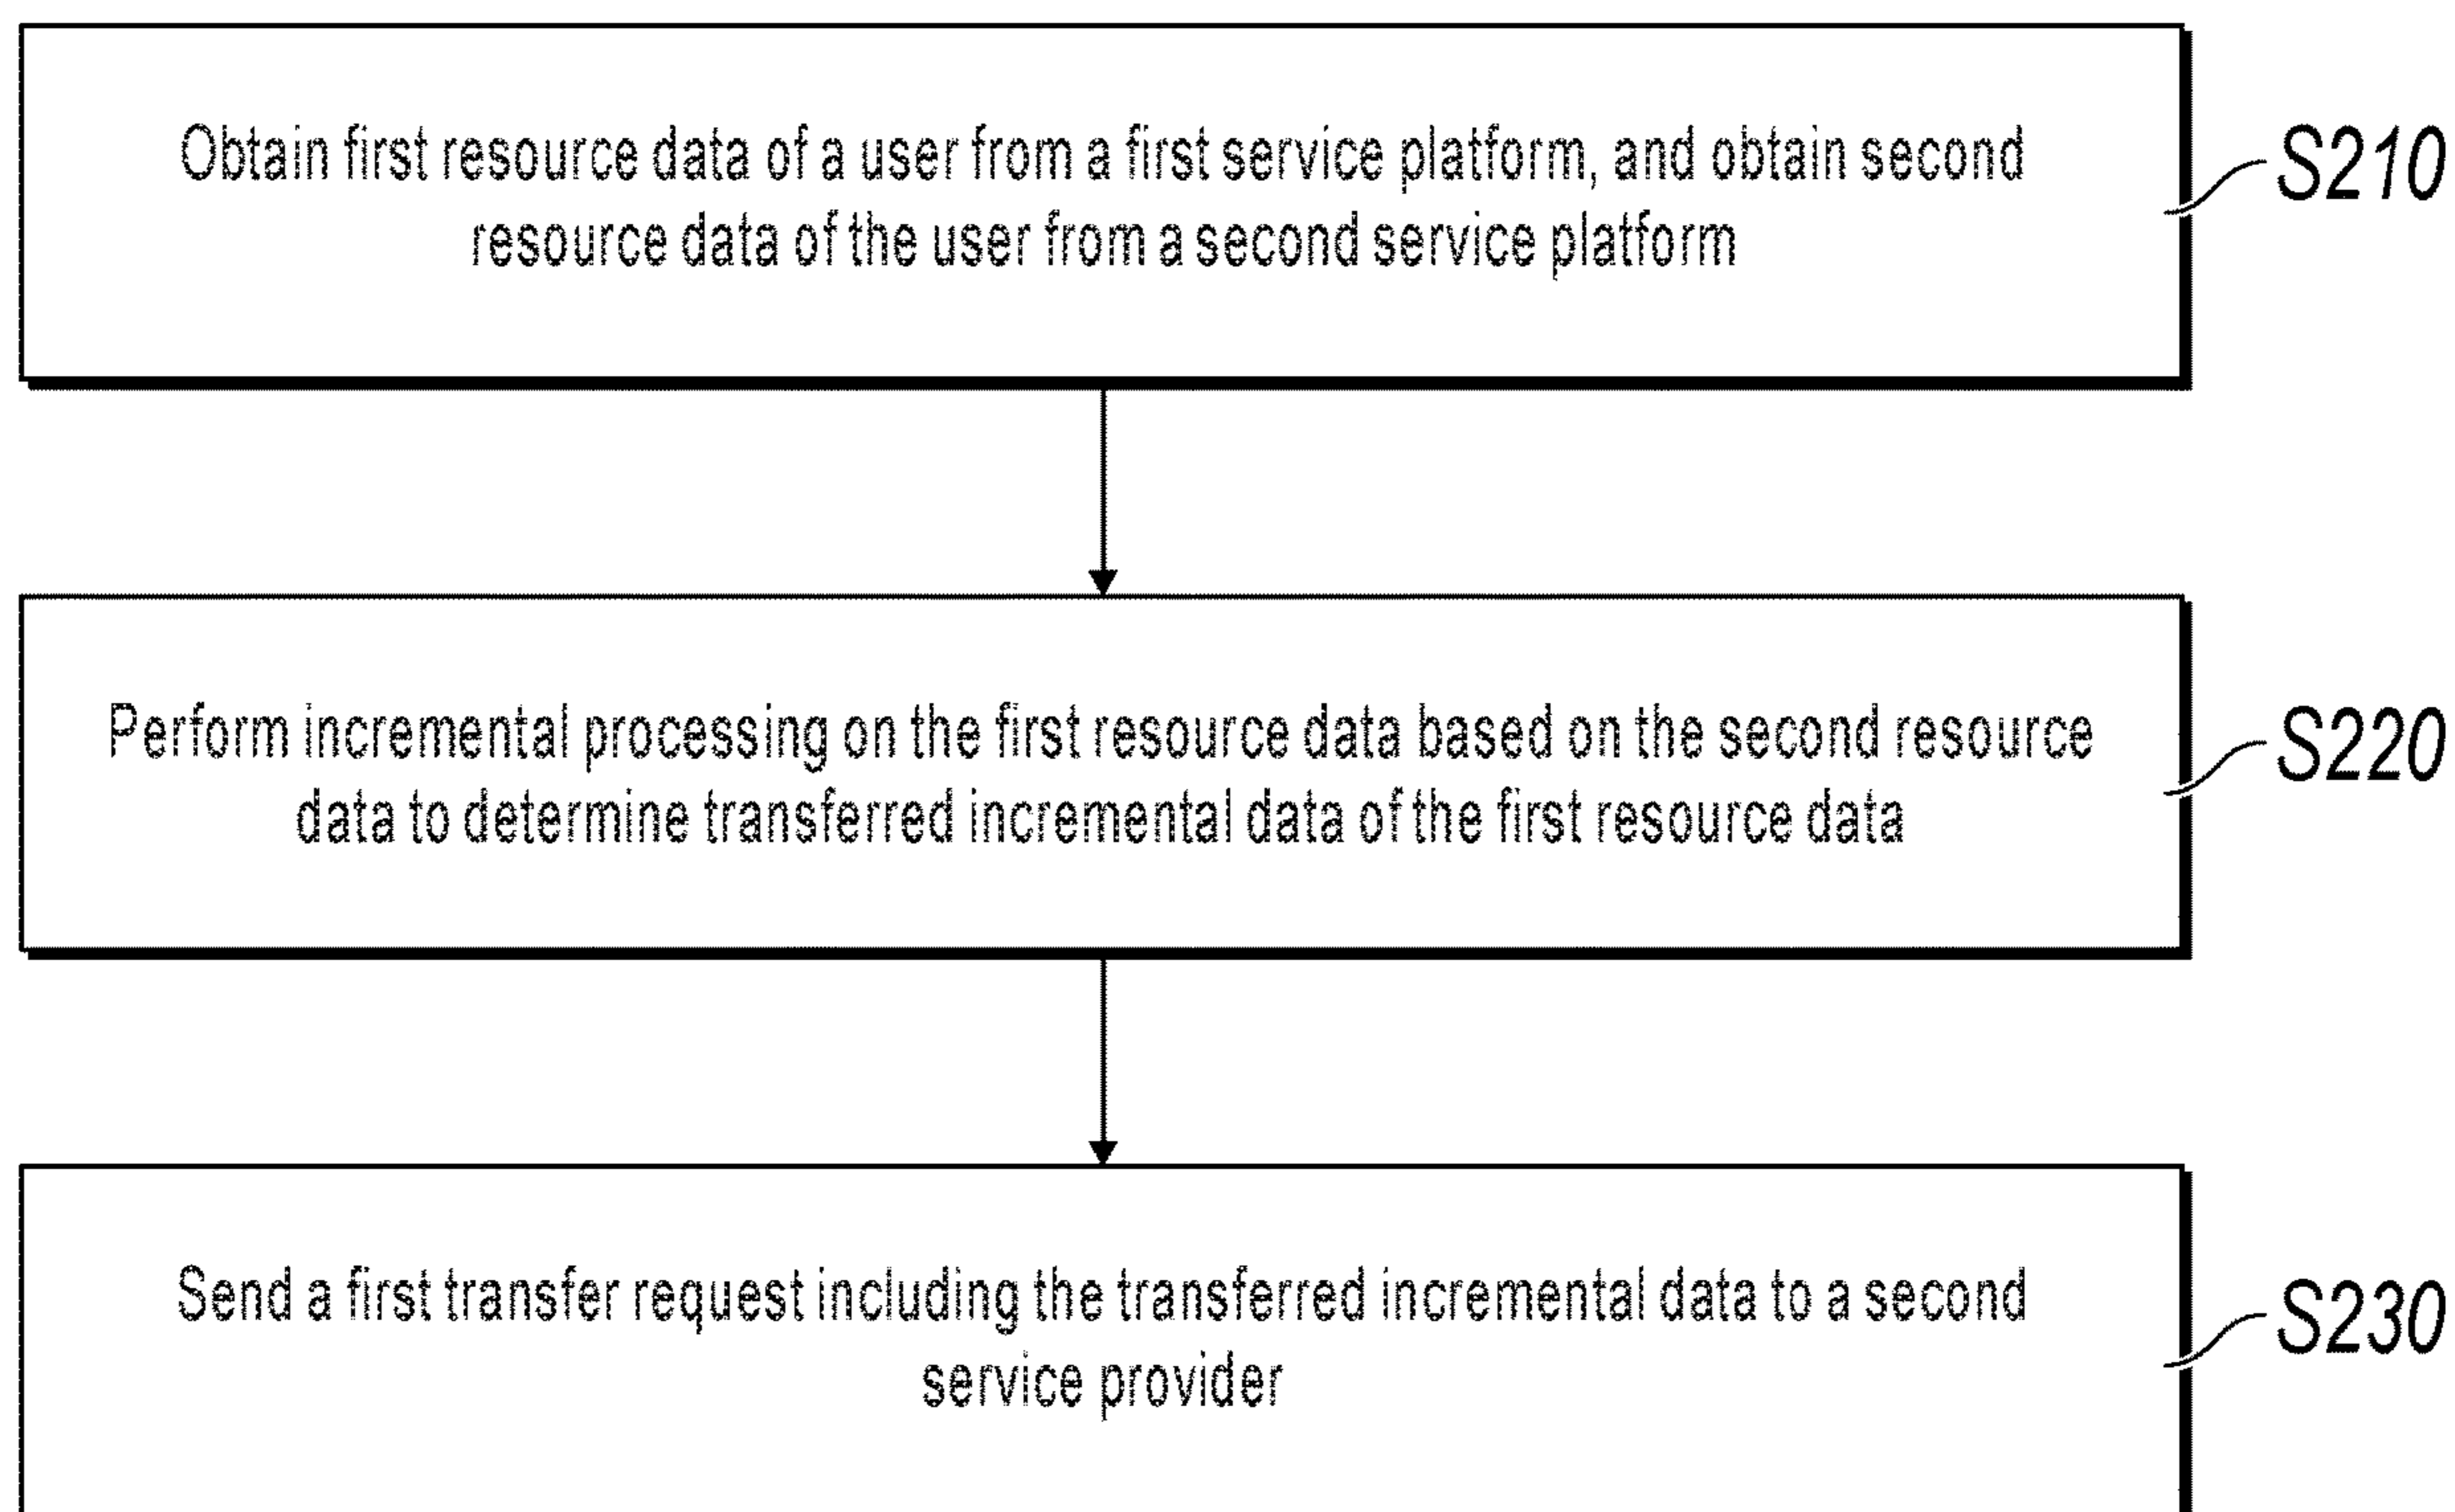 Obtain first resource data of a user from a first service platform, and obtain second
resource data of the user from a second service platform
S210
Perform incremental processing on the first resource data based on the second resource
data to determine transferred incremental data of the first resource data
S220
Send a first transfer request including the transferred incremental data to a second
service provider
S230